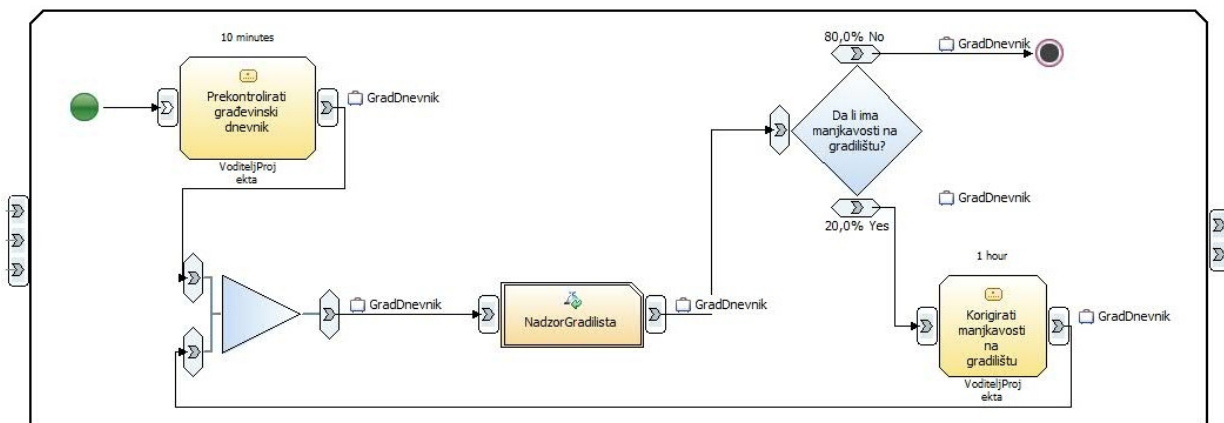 10 minutes
Prekontrolirati
građevinski
dnevnik
VoditeljProj
ekta
GradDnevnik
80,0% No
GradDnevnik
Da li ima
manjkavosti na
gradilištu?
20,0% Yes
GradDnevnik
GradDnevnik
NadzorGradilista
GradDnevnik
1 hour
Korigirati
manjkavosti
na
gradilištu
VoditeljProj
ekta
GradDnevnik